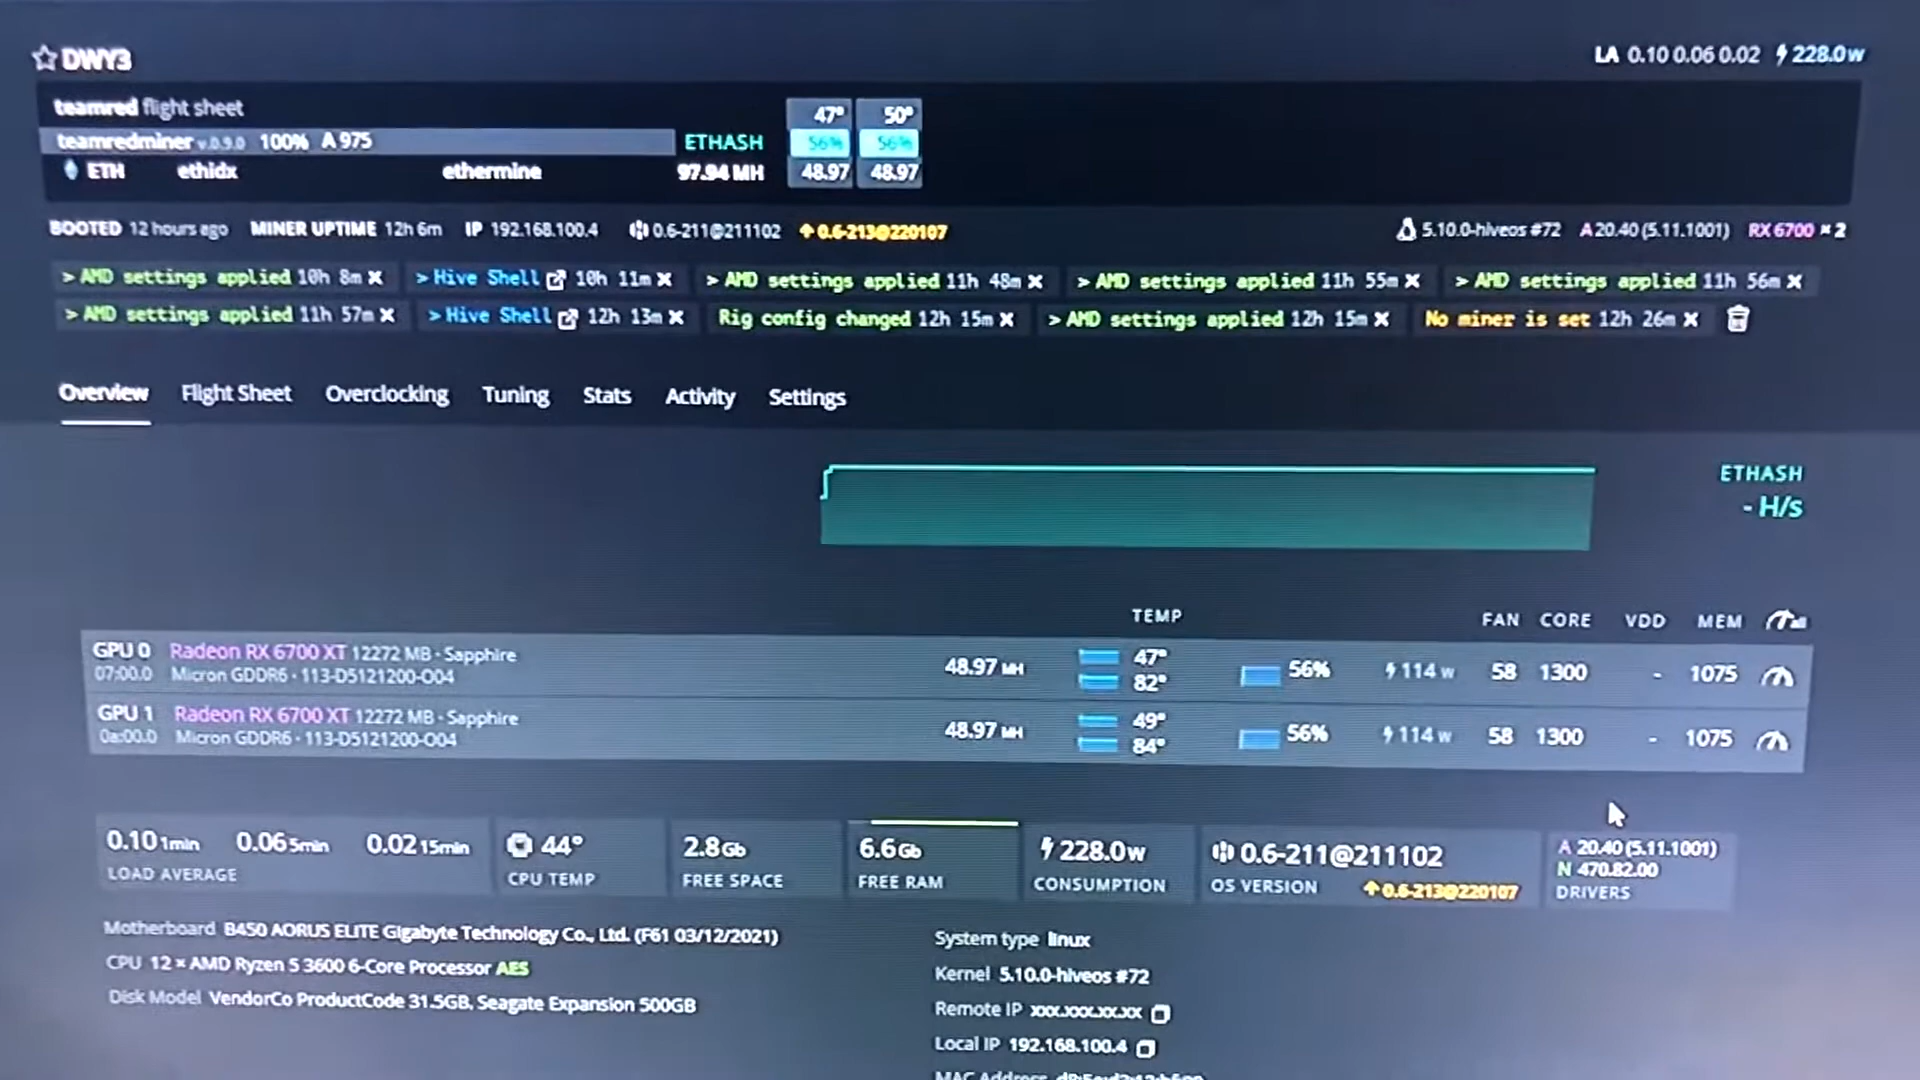 DWY3
LA 0.10 0.06 0.02 228.0w
teamred flight sheet
47° 50°
teamredminer v.0.9.0 100% A 975 ETHASH 56% 56%
ETH ethidx ethermine 97.94 MH 48.97 48.97
BOOTED 12 hours ago MINER UPTIME 12h 6m IP 192.168.100.4 0.6-211@211102 0.6-213@220107 5.10.0-hiveos #72 A 20.40 (5.11.1001) RX 6700 × 2
> AMD settings applied 10h 8m × > Hive Shell 10h 11m × > AMD settings applied 11h 48m × > AMD settings applied 11h 55m × > AMD settings applied 11h 56m ×
> AMD settings applied 11h 57m × > Hive Shell 12h 13m × Rig config changed 12h 15m × > AMD settings applied 12h 15m × No miner is set 12h 26m ×
Overview Flight Sheet Overclocking Tuning Stats Activity Settings
ETHASH
- H/s
TEMP FAN CORE VDD MEM
GPU 0 Radeon RX 6700 XT 12272 MB · Sapphire 48.97 MH 47° 56% 114 w 58 1300 - 1075
07:00.0 Micron GDDR6 · 113-D5121200-O04 82°
GPU 1 Radeon RX 6700 XT 12272 MB · Sapphire 48.97 MH 49° 56% 114 w 58 1300 - 1075
0a:00.0 Micron GDDR6 · 113-D5121200-O04 84°
0.10 1min 0.06 5min 0.02 15min
LOAD AVERAGE
44°
CPU TEMP
2.8 Gb
FREE SPACE
6.6 Gb
FREE RAM
228.0 w
CONSUMPTION
0.6-211@211102
OS VERSION 0.6-213@220107
A 20.40 (5.11.1001)
N 470.82.00
DRIVERS
Motherboard B450 AORUS ELITE Gigabyte Technology Co., Ltd. (F61 03/12/2021)
CPU 12 × AMD Ryzen 5 3600 6-Core Processor AES
Disk Model VendorCo ProductCode 31.5GB, Seagate Expansion 500GB
System type linux
Kernel 5.10.0-hiveos #72
Remote IP xxx.xxx.xx.xx
Local IP 192.168.100.4
MAC Address